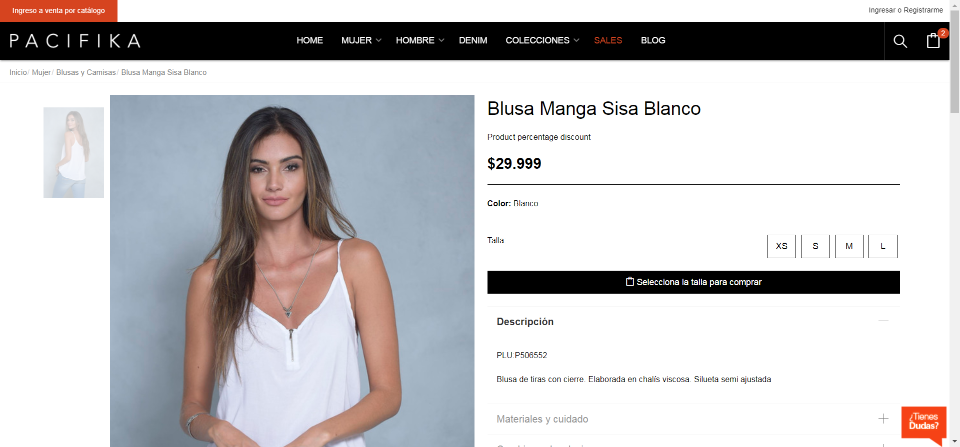 Ingreso a venta por catálogo
Ingresar o Registrarme
PACIFIKA
HOME MUJER HOMBRE DENIM COLECCIONES SALES BLOG
2
Inicio/ Mujer/ Blusas y Camisas/ Blusa Manga Sisa Blanco
Blusa Manga Sisa Blanco
Product percentage discount
$29.999
Color: Blanco
Talla
XS S M L
Selecciona la talla para comprar
Descripción
PLU:P506552
Blusa de tiras con cierre. Elaborada en chalís viscosa. Silueta semi ajustada
Materiales y cuidado
¿Tienes
Dudas?